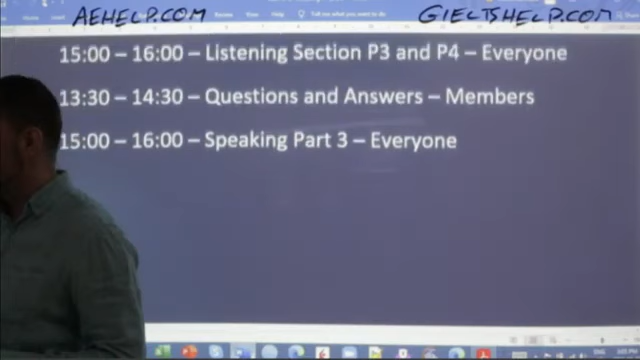 AEHELP.COM
GIELTSHELP.COM
15:00 – 16:00 – Listening Section P3 and P4 – Everyone
13:30 – 14:30 – Questions and Answers – Members
15:00 – 16:00 – Speaking Part 3 – Everyone